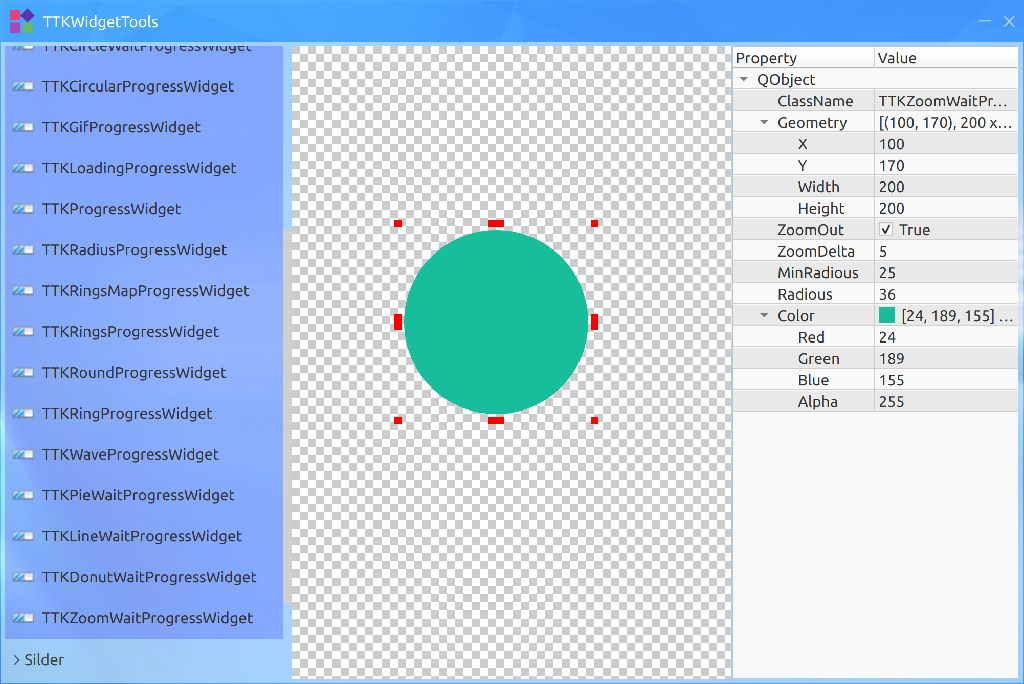 TTKWidgetTools
TTKCircleWaitProgressWidget
TTKCircularProgressWidget
TTKGifProgressWidget
TTKLoadingProgressWidget
TTKProgressWidget
TTKRadiusProgressWidget
TTKRingsMapProgressWidget
TTKRingsProgressWidget
TTKRoundProgressWidget
TTKRingProgressWidget
TTKWaveProgressWidget
TTKPieWaitProgressWidget
TTKLineWaitProgressWidget
TTKDonutWaitProgressWidget
TTKZoomWaitProgressWidget
Silder
Property Value
QObject
ClassName TTKZoomWaitPr...
Geometry [(100, 170), 200 x...
X 100
Y 170
Width 200
Height 200
ZoomOut True
ZoomDelta 5
MinRadious 25
Radious 36
Color [24, 189, 155] ...
Red 24
Green 189
Blue 155
Alpha 255